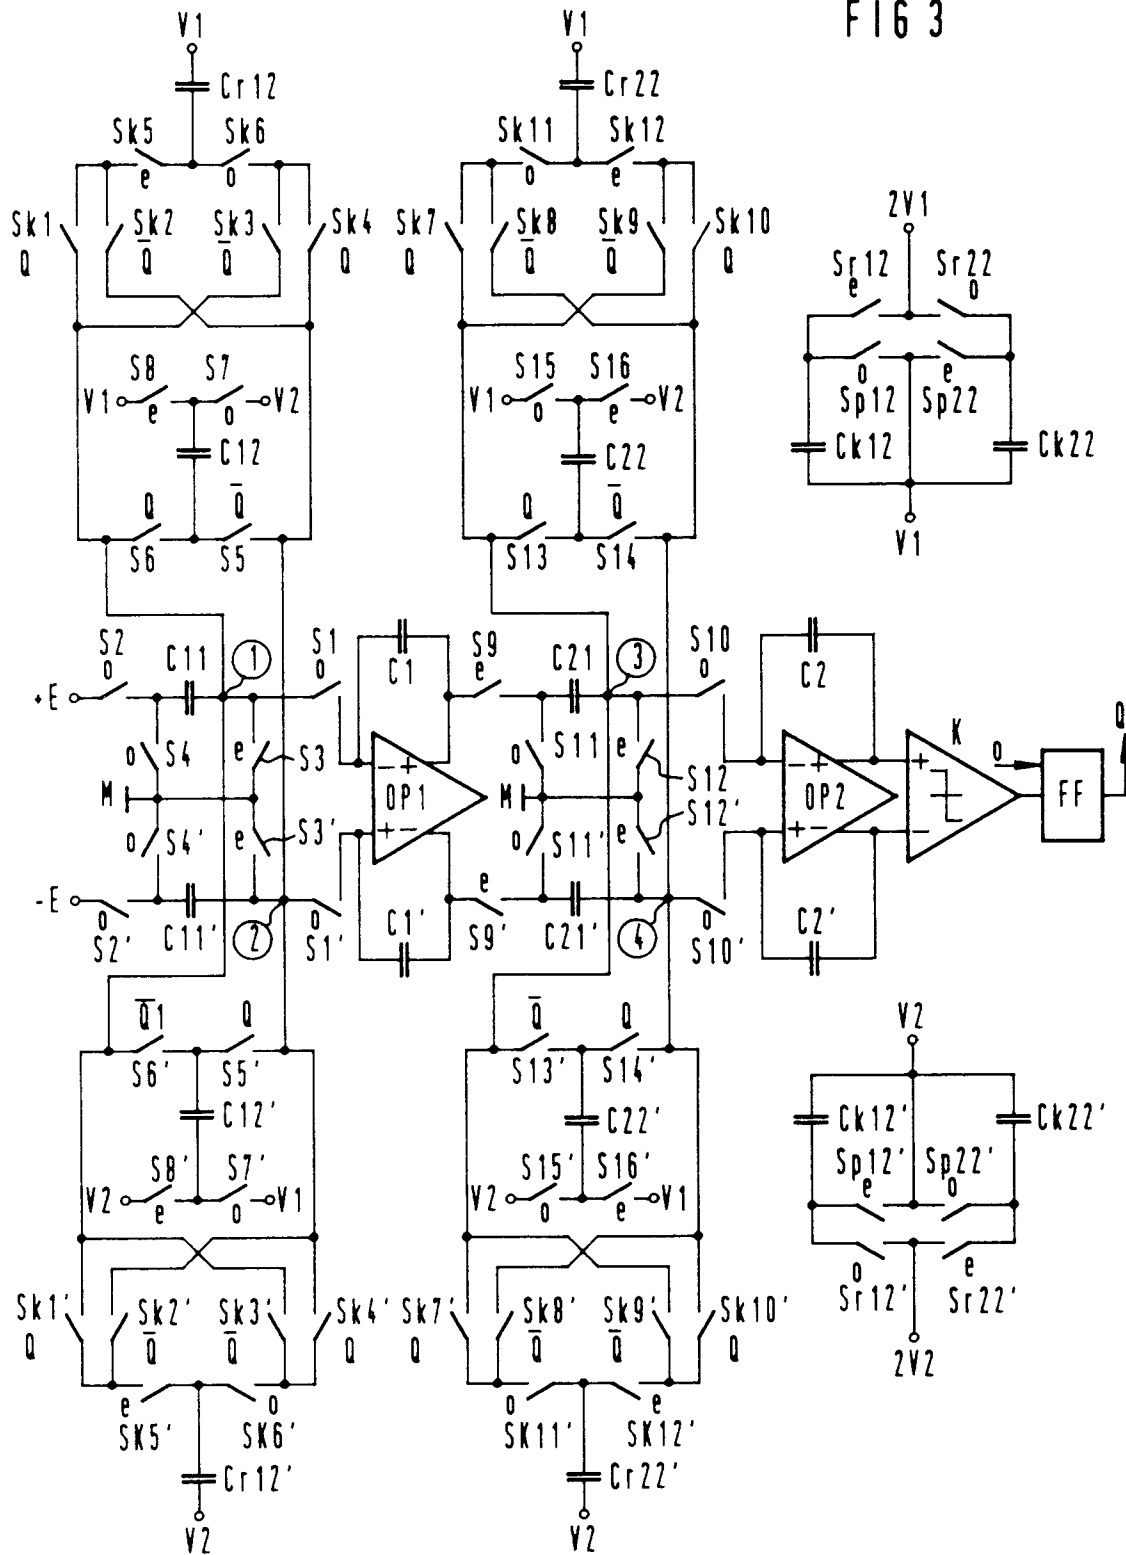 FIG 3
V1 V1
Cr12 Cr22
Sk5 Sk6 Sk11 Sk12
e o o e
Sk1 Sk2 Sk3 Sk4 Sk7 Sk8 Sk9 Sk10
Q Q̅ Q̅ Q Q Q̅ Q̅ Q
2V1
Sr12 Sr22
e o
S8 S7 S15 S16
V1 e o V2 V1 o e V2
o e
Sp12 Sp22
C12 C22
Ck12 Ck22
Q Q̅ Q Q̅
S6 S5 S13 S14
V1
S2 C11 1 S1 C1 S9 C21 3 S10 C2
o o e o
+E
S4 S3 S11 S12 K Q
o e o e o
M OP1 M OP2 + FF
- + - +
+ - + - -
o e o e
S4' S3' S11' S12'
-E
o o e o
S2' C11' 2 S1' C1' S9' C21' 4 S10' C2'
Q̅1 Q Q̅ Q
S6' S5' S13' S14'
V2
C12' C22'
Ck12' Ck22'
Sp12' Sp22'
e o
S8' S7' S15' S16'
V2 e o V1 V2 o e V1
o e
Sr12' Sr22'
Sk1' Sk2' Sk3' Sk4' Sk7' Sk8' Sk9' Sk10'
Q Q̅ Q̅ Q Q Q̅ Q̅ Q
2V2
e o o e
SK5' SK6' SK11' SK12'
Cr12' Cr22'
V2 V2